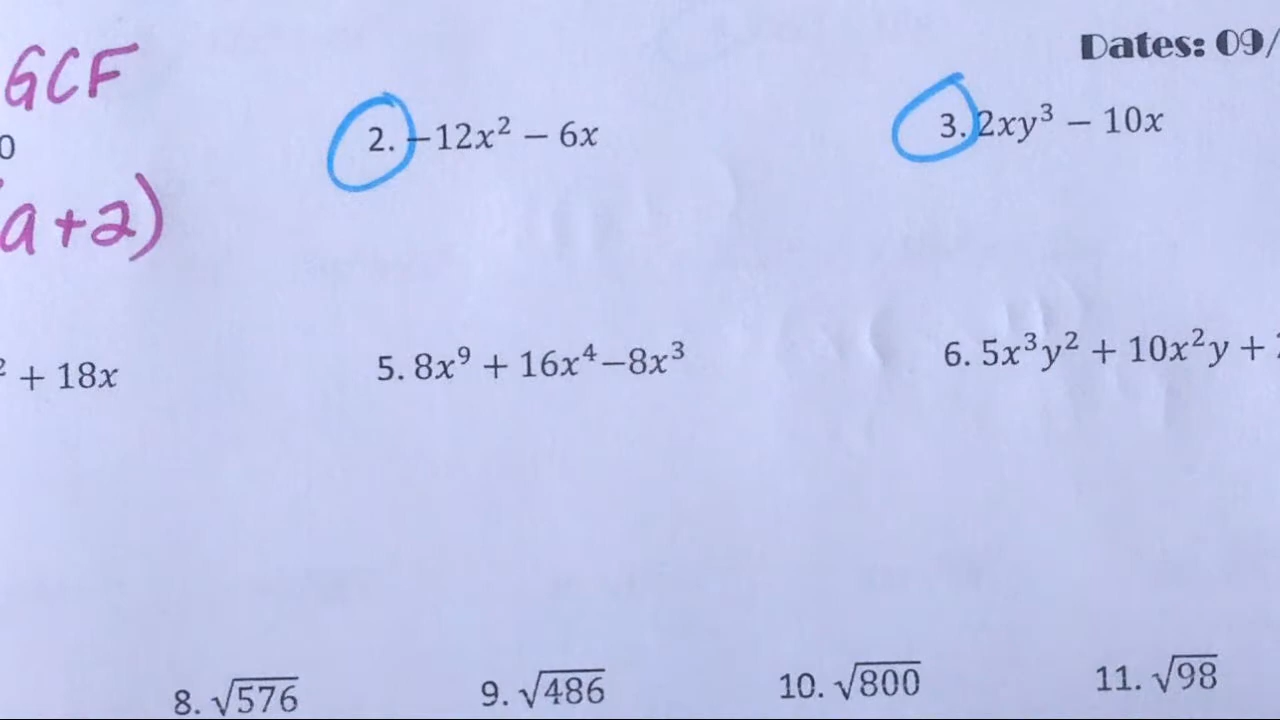 Dates: 09/
GCF
2. −12x² − 6x
3. 2xy³ − 10x
0
(a+2)
² + 18x
5. 8x⁹ + 16x⁴−8x³
6. 5x³y² + 10x²y +
8. √576
9. √486
10. √800
11. √98